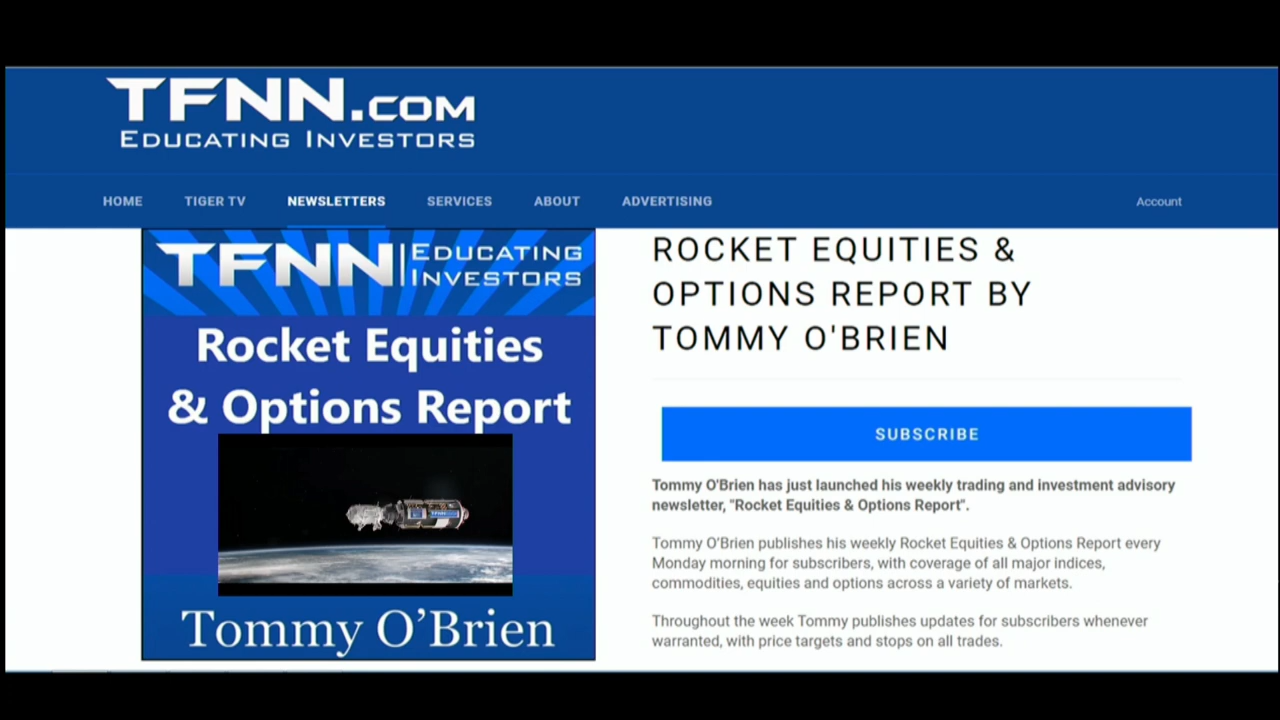 TFNN.COM
EDUCATING INVESTORS
HOME TIGER TV NEWSLETTERS SERVICES ABOUT ADVERTISING Account
TFNN EDUCATING
INVESTORS
Rocket Equities
& Options Report
TFNN
Tommy O’Brien
ROCKET EQUITIES &
OPTIONS REPORT BY
TOMMY O'BRIEN
SUBSCRIBE
Tommy O'Brien has just launched his weekly trading and investment advisory
newsletter, "Rocket Equities & Options Report".
Tommy O’Brien publishes his weekly Rocket Equities & Options Report every
Monday morning for subscribers, with coverage of all major indices,
commodities, equities and options across a variety of markets.
Throughout the week Tommy publishes updates for subscribers whenever
warranted, with price targets and stops on all trades.